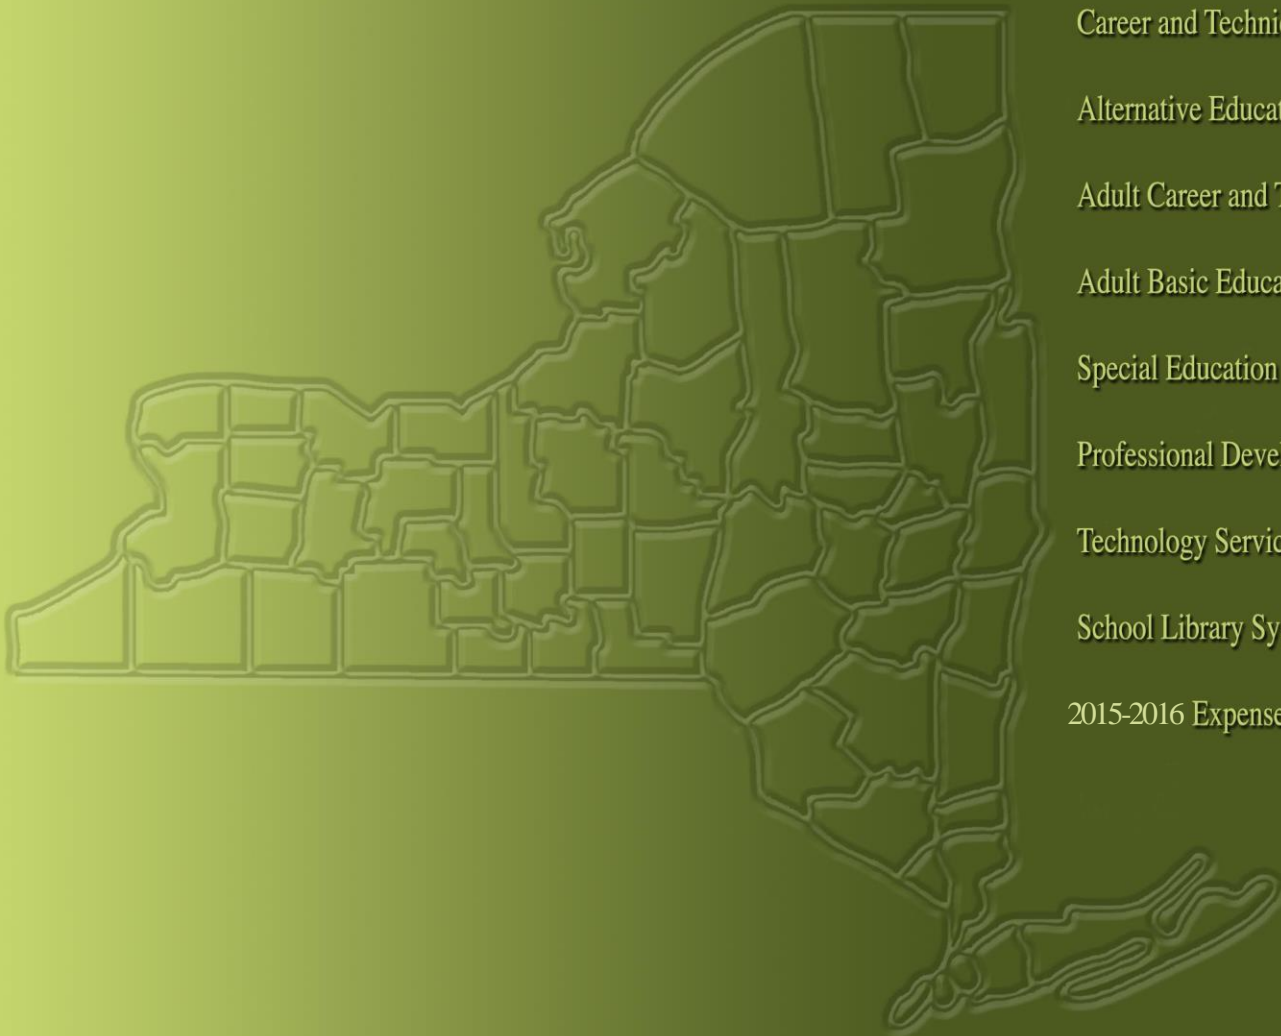 Career and Techni
Alternative Educat
Adult Career and T
Adult Basic Educa
Special Education
Professional Deve
Technology Servic
School Library Sy
2015-2016 Expense